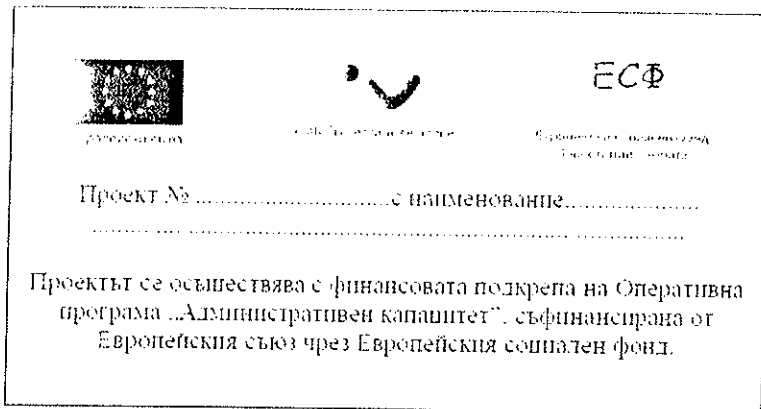 ЕСФ
Проект № ..............................с наименование.....................
Проектът се осъществява с финансовата подкрепа на Оперативна
програма „Административен капацитет“, съфинансирана от
Европейския съюз чрез Европейския социален фонд.